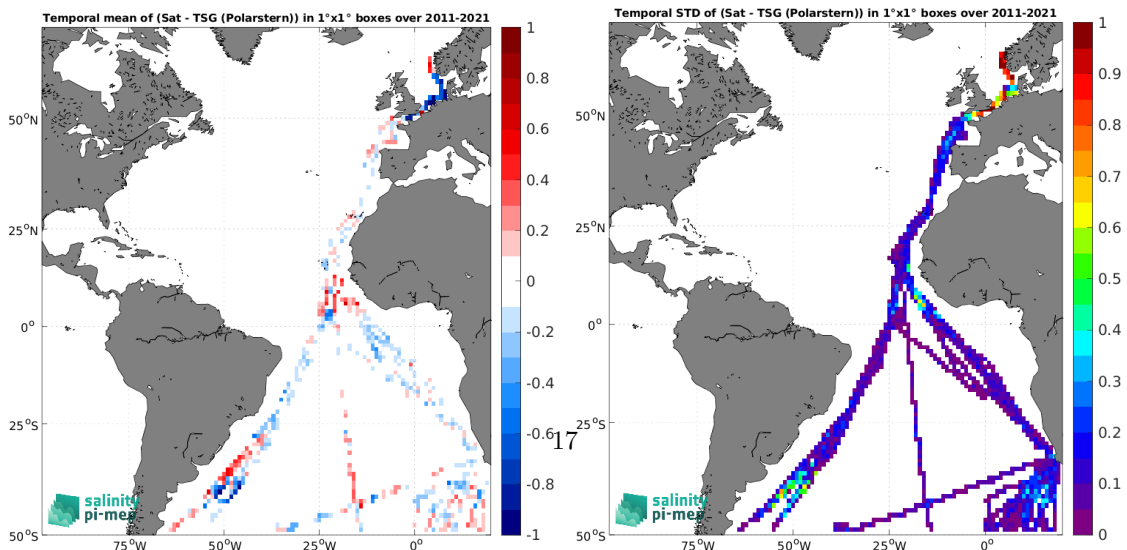 Temporal mean of (Sat - TSG (Polarstern)) in 1°x1° boxes over 2011-2021
50°N
25°N
0°
25°S
50°S
75°W
50°W
25°W
0°
1
0.8
0.6
0.4
0.2
0
-0.2
-0.4
-0.6
-0.8
-1
salinity
pi-mep
17
Temporal STD of (Sat - TSG (Polarstern)) in 1°x1° boxes over 2011-2021
50°N
25°N
0°
25°S
50°S
75°W
50°W
25°W
0°
1
0.9
0.8
0.7
0.6
0.5
0.4
0.3
0.2
0.1
0
salinity
pi-mep